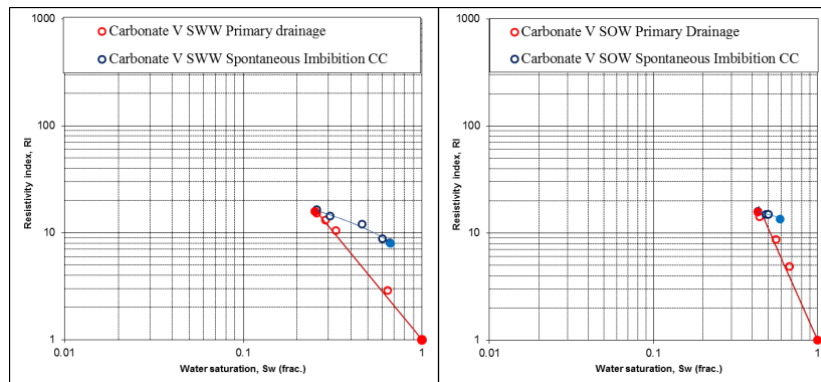 1000
Carbonate V SWW Primary drainage
Carbonate V SWW Spontaneous Imbibition CC
100
Resistivity index, RI
10
1
0.01
0.1
1
Water saturation, Sw (frac.)
1000
Carbonate V SOW Primary Drainage
Carbonate V SOW Spontaneous Imbibition CC
100
Resistivity index, RI
10
1
0.01
0.1
1
Water saturation, Sw (frac.)